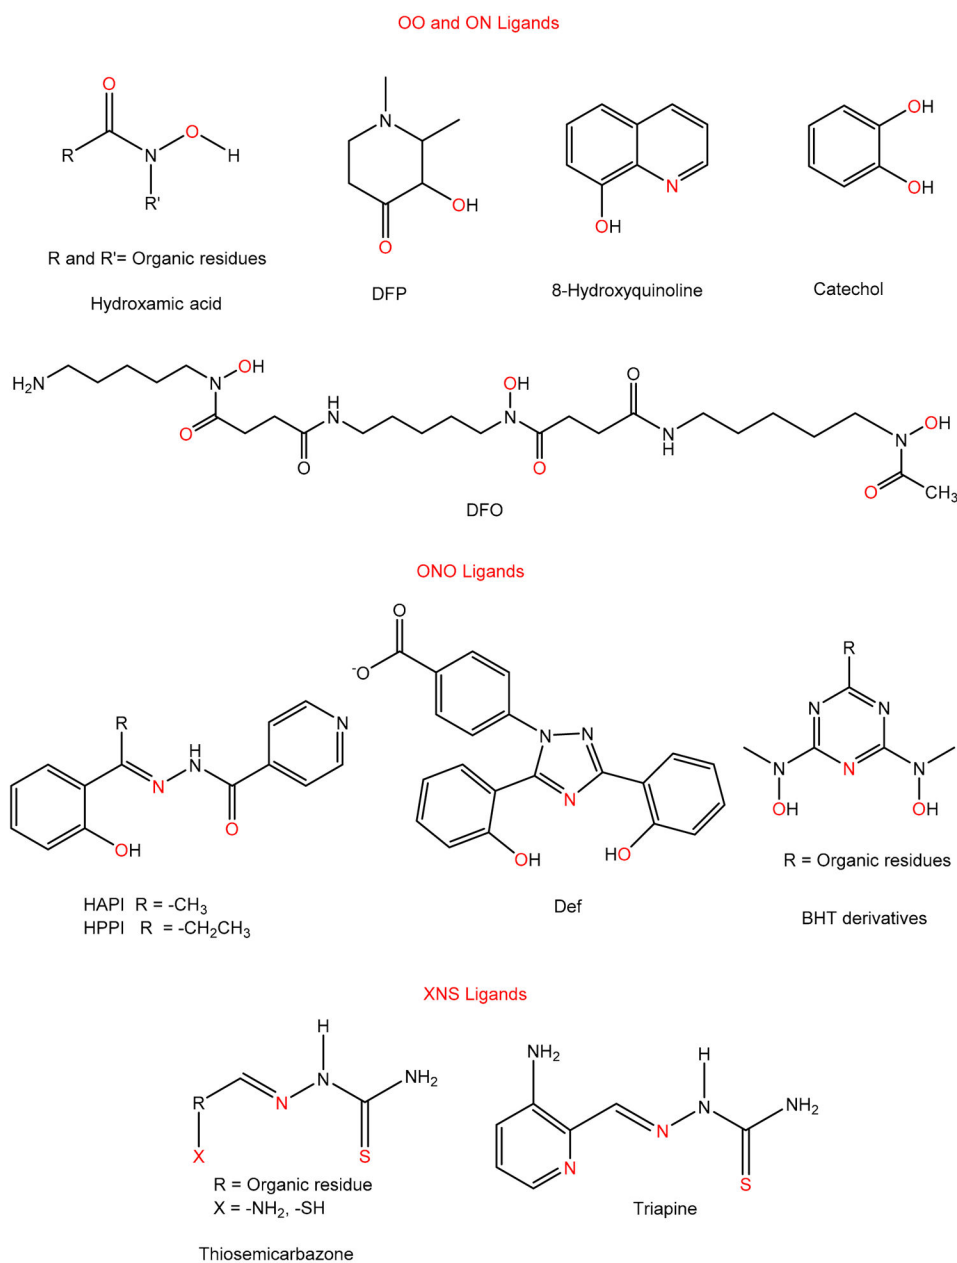 OO and ON Ligands
O
O
R
N
H
R'
R and R'= Organic residues
Hydroxamic acid
N
OH
O
DFP
N
OH
8-Hydroxyquinoline
OH
OH
Catechol
H₂N
N
OH
O
H
N
O
OH
N
O
O
N
H
OH
N
O
CH₃
DFO
ONO Ligands
R
H
N
N
N
O
OH
HAPI R = -CH₃
HPPI R = -CH₂CH₃
O
⁻O
N
N
N
OH
HO
Def
R
N
N
N
N
N
OH
OH
R = Organic residues
BHT derivatives
XNS Ligands
H
N
NH₂
R
N
X
S
R = Organic residue
X = -NH₂, -SH
Thiosemicarbazone
NH₂
H
N
NH₂
N
N
S
Triapine